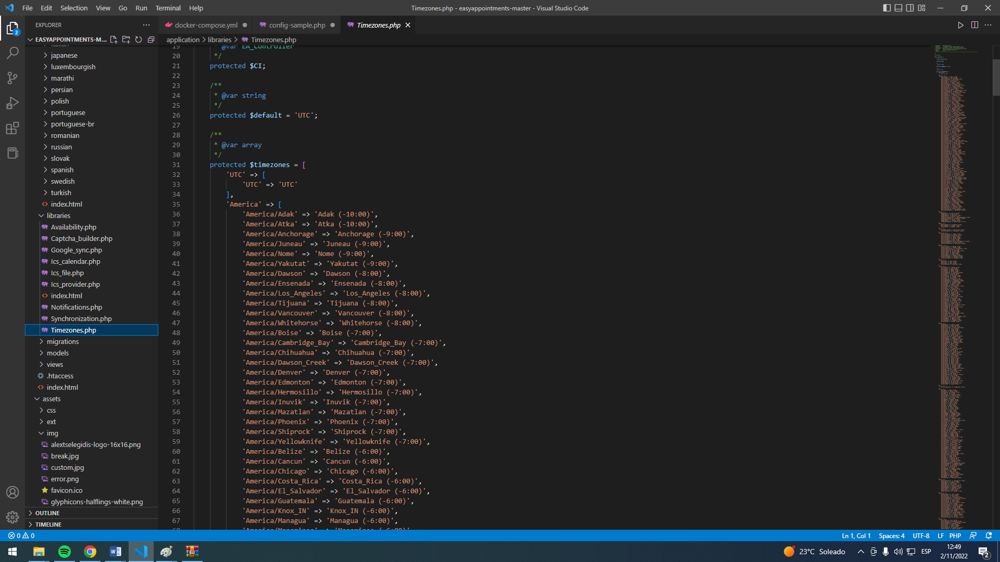 File Edit Selection View Go Run Terminal Help
Timezones.php - easyappointments-master - Visual Studio Code
EXPLORER
docker-compose.yml
config-sample.php
Timezones.php
EASYAPPOINTMENTS-M...
application > libraries > Timezones.php
2
italian
japanese
luxembourgish
marathi
persian
polish
portuguese
portuguese-br
romanian
russian
slovak
spanish
swedish
turkish
index.html
libraries
Availability.php
Captcha_builder.php
Google_sync.php
Ics_calendar.php
Ics_file.php
Ics_provider.php
index.html
Notifications.php
Synchronization.php
Timezones.php
migrations
models
views
.htaccess
index.html
assets
css
ext
img
alextselegidis-logo-16x16.png
break.jpg
custom.jpg
error.png
favicon.ico
glyphicons-halflings-white.png
OUTLINE
TIMELINE
19 * @var EA_Controller
20 */
21 protected $CI;
22
23 /**
24 * @var string
25 */
26 protected $default = 'UTC';
27
28 /**
29 * @var array
30 */
31 protected $timezones = [
32 'UTC' => [
33 'UTC' => 'UTC'
34 ],
35 'America' => [
36 'America/Adak' => 'Adak (-10:00)',
37 'America/Atka' => 'Atka (-10:00)',
38 'America/Anchorage' => 'Anchorage (-9:00)',
39 'America/Juneau' => 'Juneau (-9:00)',
40 'America/Nome' => 'Nome (-9:00)',
41 'America/Yakutat' => 'Yakutat (-9:00)',
42 'America/Dawson' => 'Dawson (-8:00)',
43 'America/Ensenada' => 'Ensenada (-8:00)',
44 'America/Los_Angeles' => 'Los_Angeles (-8:00)',
45 'America/Tijuana' => 'Tijuana (-8:00)',
46 'America/Vancouver' => 'Vancouver (-8:00)',
47 'America/Whitehorse' => 'Whitehorse (-8:00)',
48 'America/Boise' => 'Boise (-7:00)',
49 'America/Cambridge_Bay' => 'Cambridge_Bay (-7:00)',
50 'America/Chihuahua' => 'Chihuahua (-7:00)',
51 'America/Dawson_Creek' => 'Dawson_Creek (-7:00)',
52 'America/Denver' => 'Denver (-7:00)',
53 'America/Edmonton' => 'Edmonton (-7:00)',
54 'America/Hermosillo' => 'Hermosillo (-7:00)',
55 'America/Inuvik' => 'Inuvik (-7:00)',
56 'America/Mazatlan' => 'Mazatlan (-7:00)',
57 'America/Phoenix' => 'Phoenix (-7:00)',
58 'America/Shiprock' => 'Shiprock (-7:00)',
59 'America/Yellowknife' => 'Yellowknife (-7:00)',
60 'America/Belize' => 'Belize (-6:00)',
61 'America/Cancun' => 'Cancun (-6:00)',
62 'America/Chicago' => 'Chicago (-6:00)',
63 'America/Costa_Rica' => 'Costa_Rica (-6:00)',
64 'America/El_Salvador' => 'El_Salvador (-6:00)',
65 'America/Guatemala' => 'Guatemala (-6:00)',
66 'America/Knox_IN' => 'Knox_IN (-6:00)',
67 'America/Managua' => 'Managua (-6:00)',
0 0
Ln 1, Col 1 Spaces: 4 UTF-8 LF PHP
23°C Soleado
ESP
12:49
2/11/2022
2